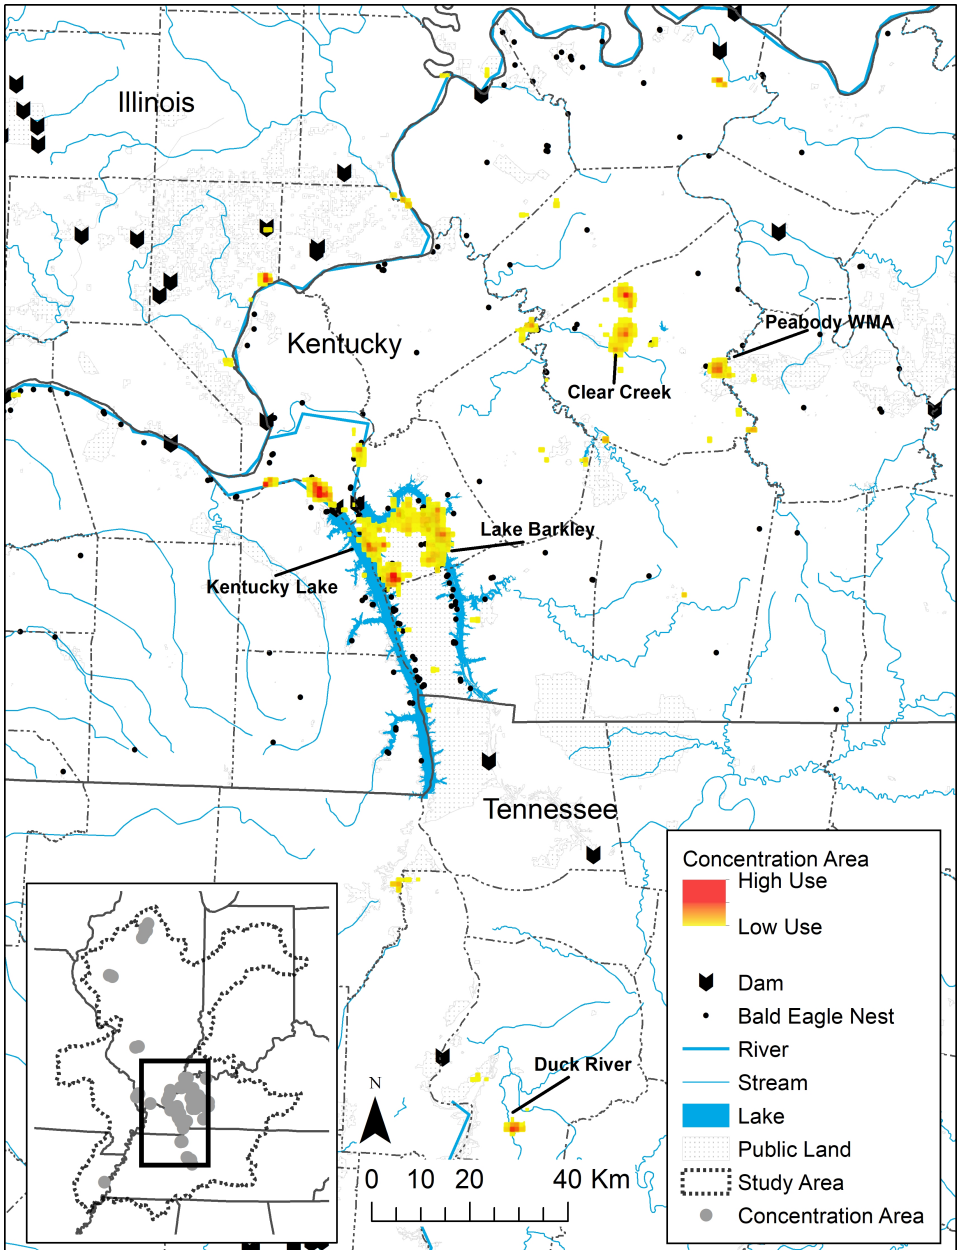 Illinois
Kentucky
Peabody WMA
Clear Creek
Lake Barkley
Kentucky Lake
Tennessee
Duck River
N
0 10 20 40 Km
Concentration Area
High Use
Low Use
Dam
Bald Eagle Nest
River
Stream
Lake
Public Land
Study Area
Concentration Area